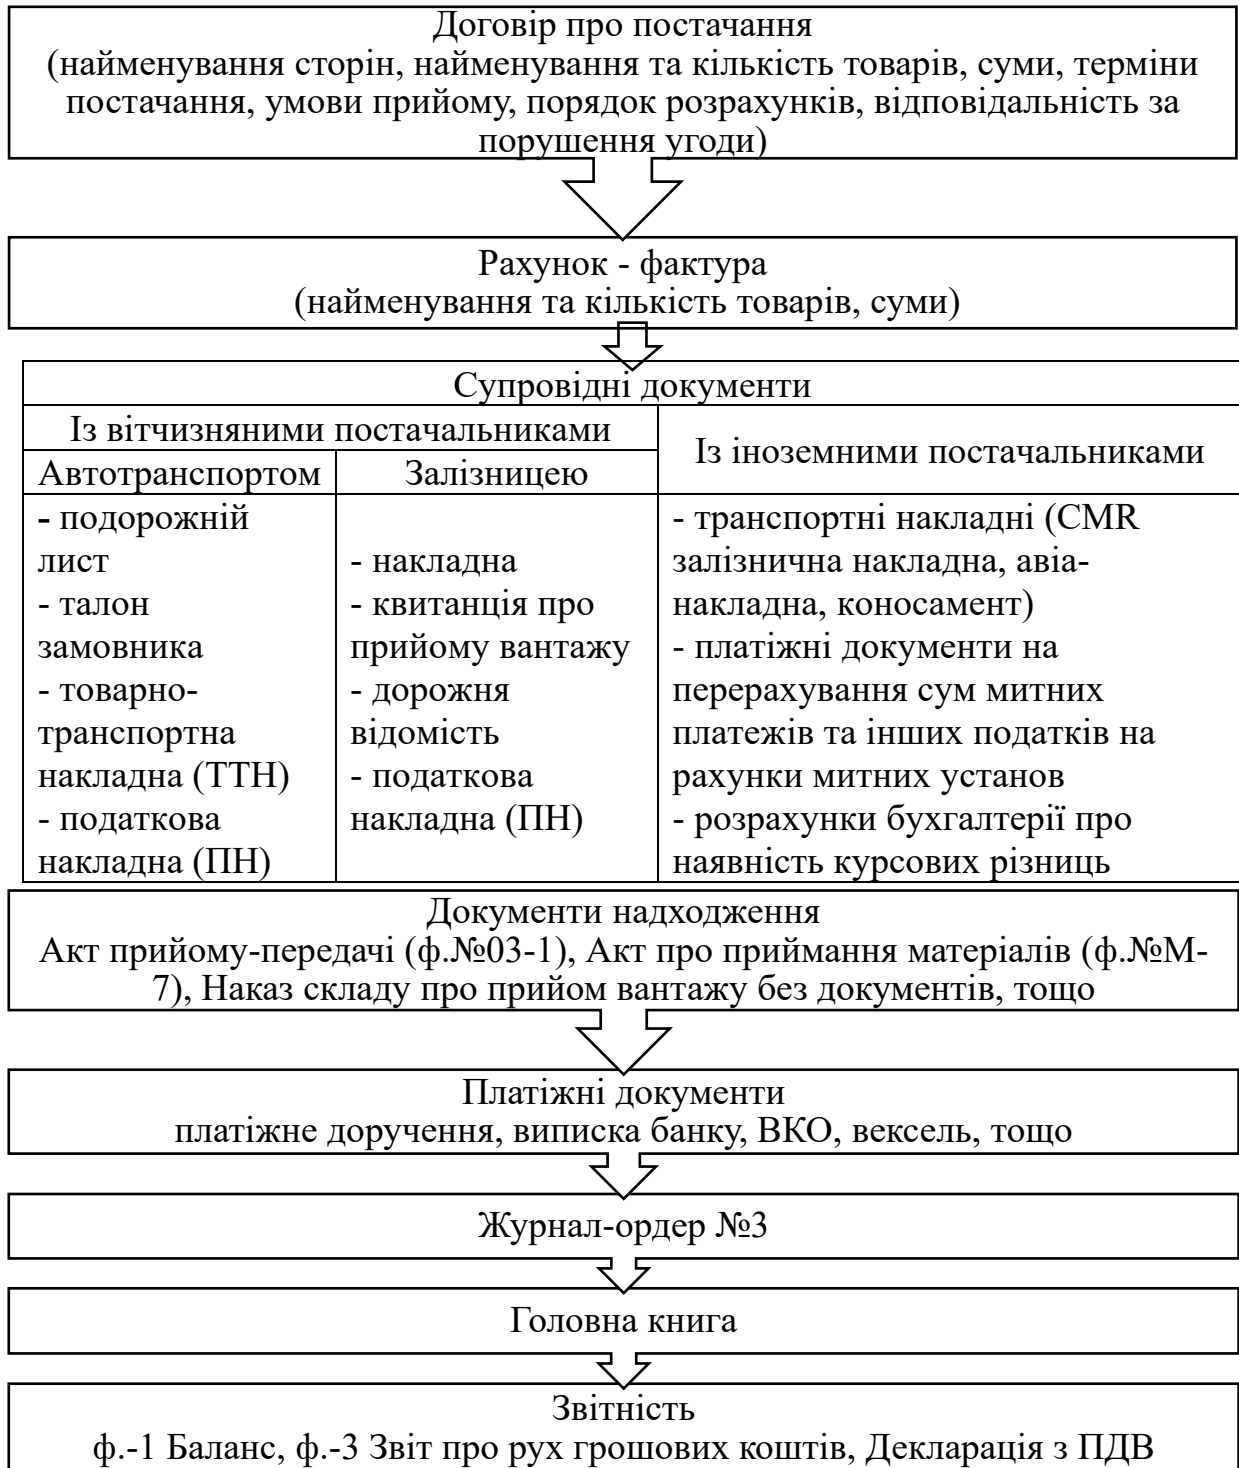 Договір про постачання
(найменування сторін, найменування та кількість товарів, суми, терміни
постачання, умови прийому, порядок розрахунків, відповідальність за
порушення угоди)
Рахунок - фактура
(найменування та кількість товарів, суми)
Супровідні документи
Із вітчизняними постачальниками
Із іноземними постачальниками
Автотранспортом
Залізницею
- подорожній
лист
- талон
замовника
- товарно-
транспортна
накладна (ТТН)
- податкова
накладна (ПН)
- накладна
- квитанція про
прийому вантажу
- дорожня
відомість
- податкова
накладна (ПН)
- транспортні накладні (CMR
залізнична накладна, авіа-
накладна, коносамент)
- платіжні документи на
перерахування сум митних
платежів та інших податків на
рахунки митних установ
- розрахунки бухгалтерії про
наявність курсових різниць
Документи надходження
Акт прийому-передачі (ф.№03-1), Акт про приймання матеріалів (ф.№М-
7), Наказ складу про прийом вантажу без документів, тощо
Платіжні документи
платіжне доручення, виписка банку, ВКО, вексель, тощо
Журнал-ордер №3
Головна книга
Звітність
ф.-1 Баланс, ф.-3 Звіт про рух грошових коштів, Декларація з ПДВ